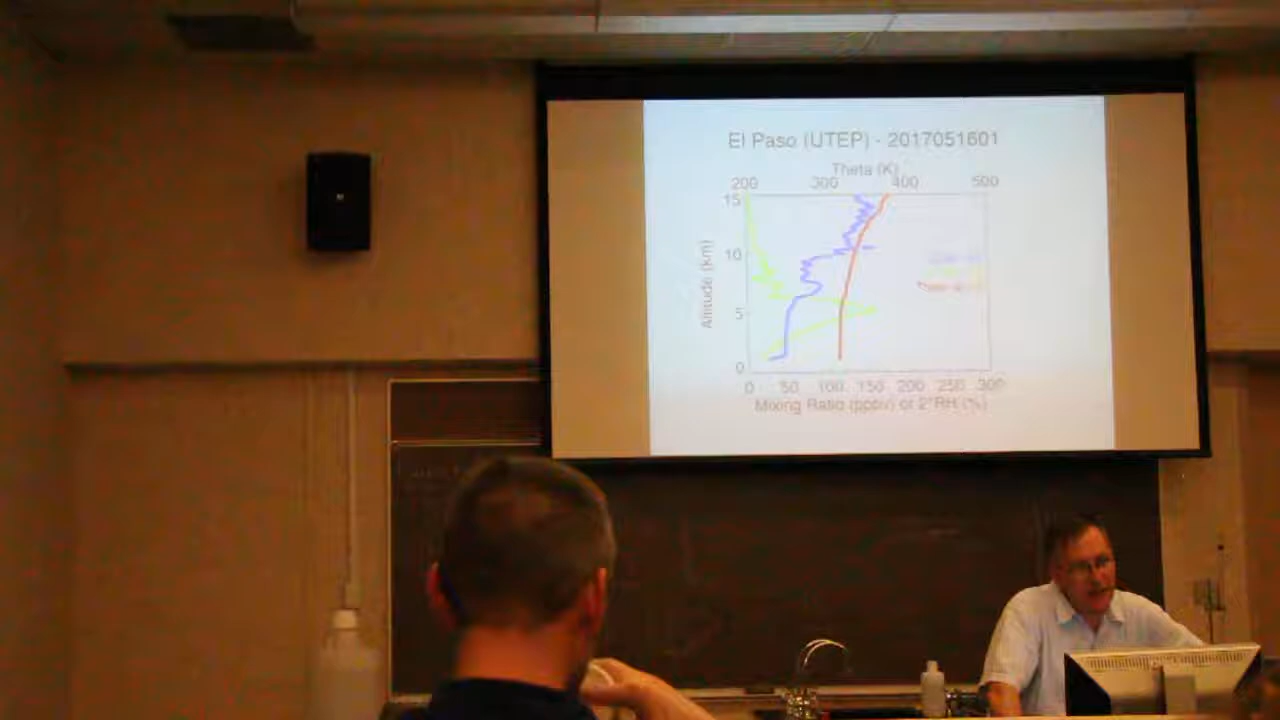 El Paso (UTEP) - 2017051601
Theta (K)
200 300 400 500
15
10
5
0
Altitude (km)
0 50 100 150 200 250 300
Mixing Ratio (ppbv) or 2*RH (%)